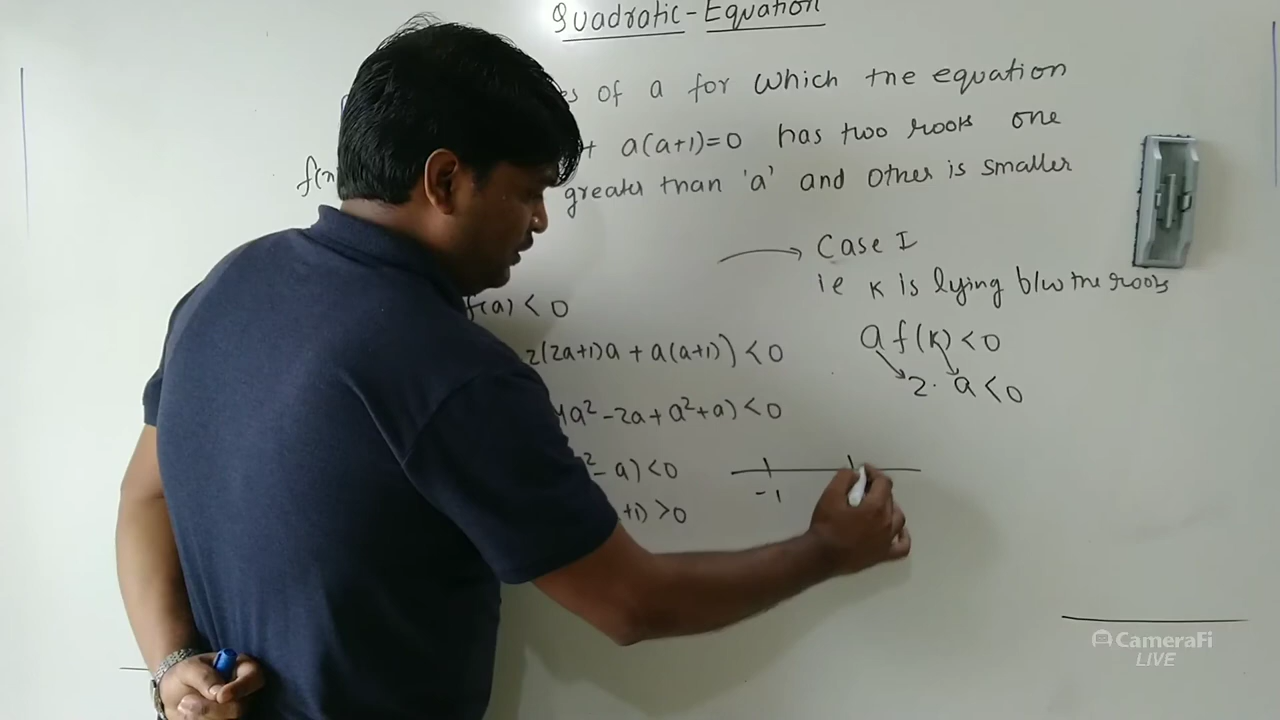 Quadratic-Equation
of a for which the equation
+ a(a+1)=0 has two roots one
greater than 'a' and other is smaller
Case I
ie K is lying b/w the roots
f(a) < 0
a f(k) < 0
2(2a+1)a + a(a+1)) < 0
2. a < 0
4a² - 2a + a² + a) < 0
² - a) < 0
-1
+1) > 0
CameraFi
LIVE